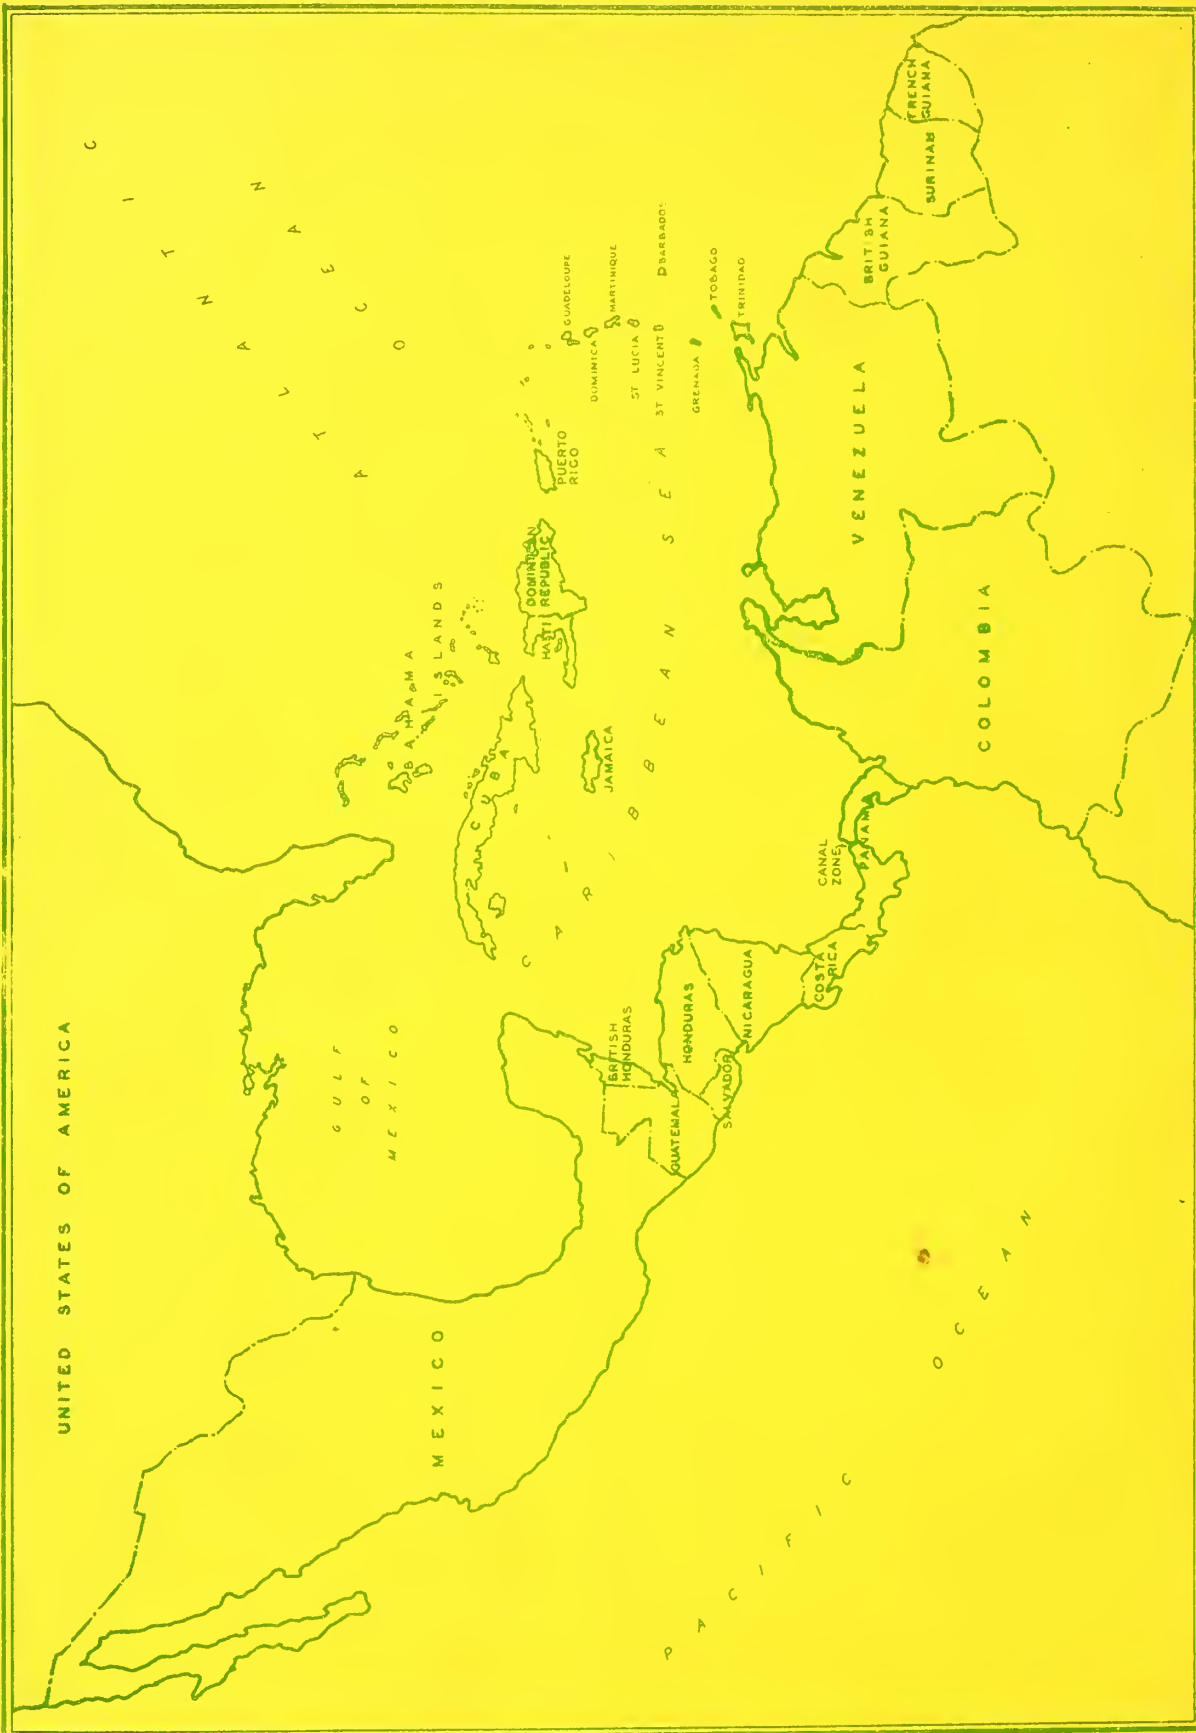 UNITED STATES OF AMERICA
ATLANTIC
OCEAN
GULF
OF
MEXICO
MEXICO
BAHAMA
ISLANDS
CUBA
HAITI
DOMINICAN
REPUBLIC
PUERTO
RICO
JAMAICA
GUADELOUPE
DOMINICA
MARTINIQUE
ST LUCIA
ST VINCENT
BARBADOS
GRENADA
TOBAGO
TRINIDAD
CARIBBEAN SEA
BRITISH
HONDURAS
GUATEMALA
HONDURAS
SALVADOR
NICARAGUA
COSTA
RICA
CANAL
ZONE
PANAMA
COLOMBIA
VENEZUELA
BRITISH
GUIANA
SURINAM
FRENCH
GUIANA
PACIFIC
OCEAN